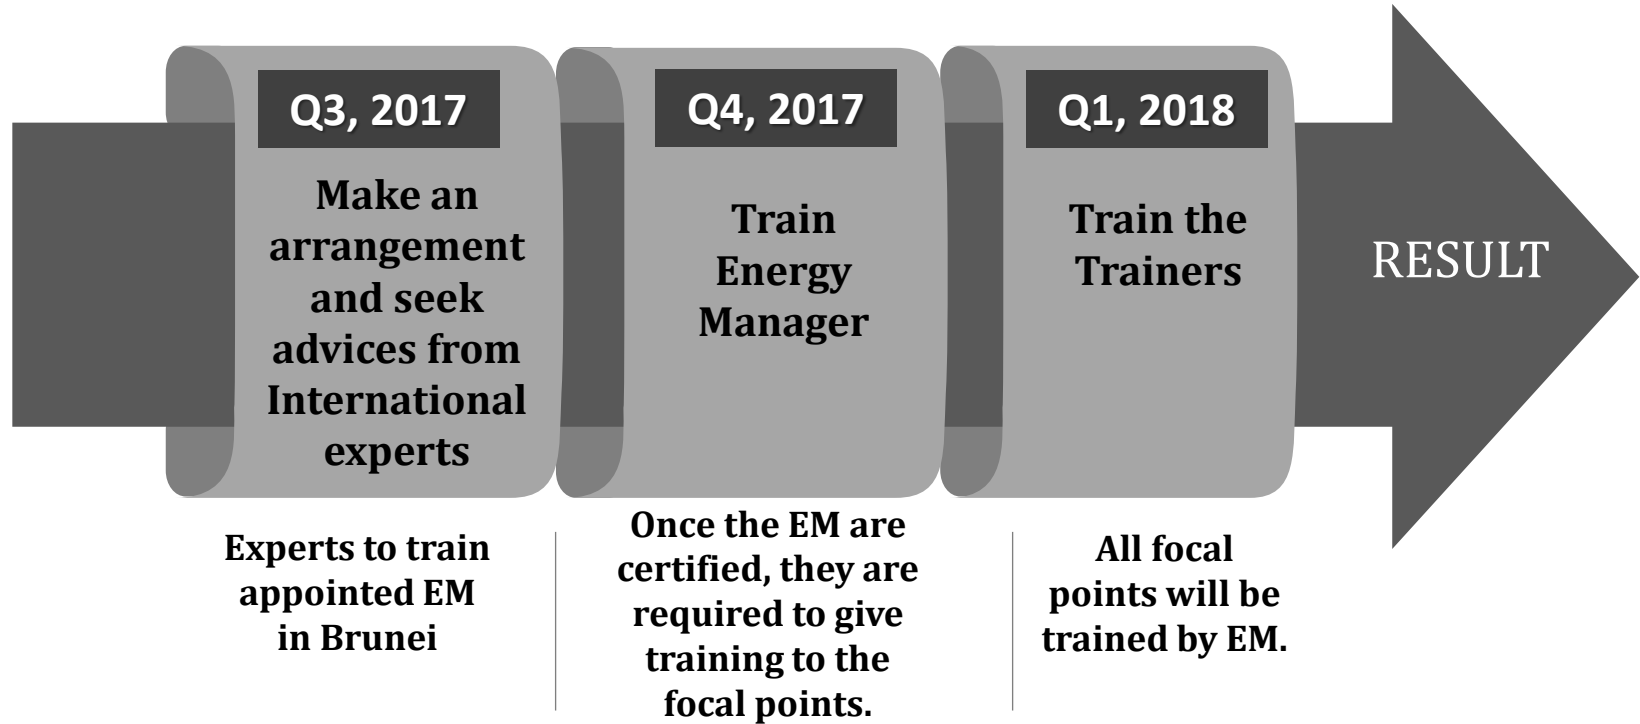 Q3, 2017
Make an
arrangement
and seek
advices from
International
experts
Q4, 2017
Train
Energy
Manager
Q1, 2018
Train the
Trainers
RESULT
Experts to train
appointed EM
in Brunei
Once the EM are
certified, they are
required to give
training to the
focal points.
All focal
points will be
trained by EM.